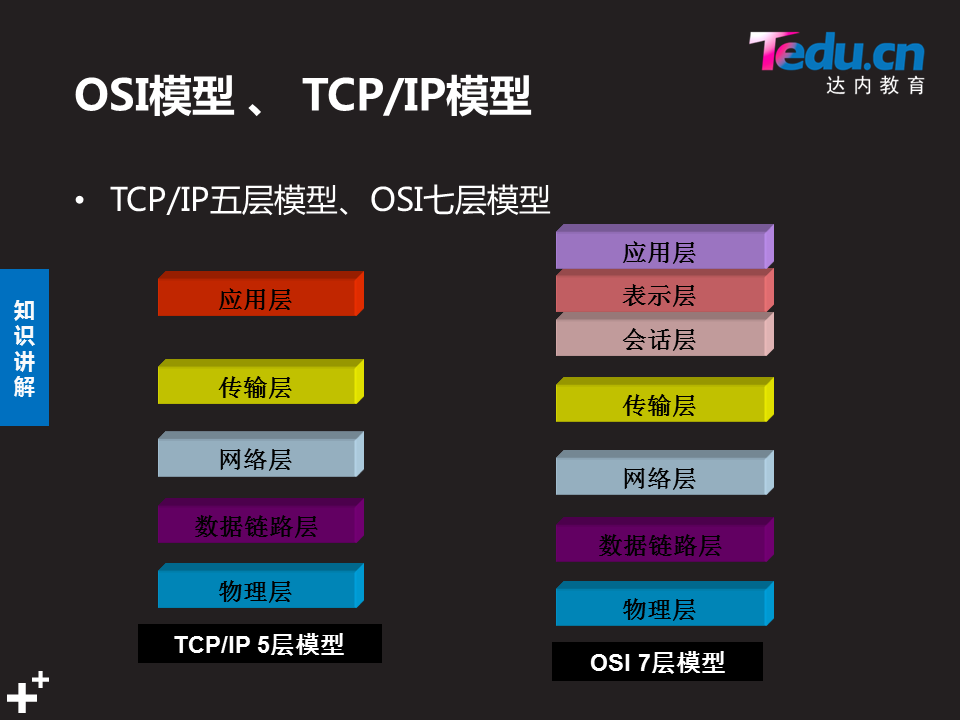 Tedu.cn
达内教育
OSI模型 、 TCP/IP模型
• TCP/IP五层模型、OSI七层模型
知
识
讲
解
应用层
传输层
网络层
数据链路层
物理层
TCP/IP 5层模型
应用层
表示层
会话层
传输层
网络层
数据链路层
物理层
OSI 7层模型